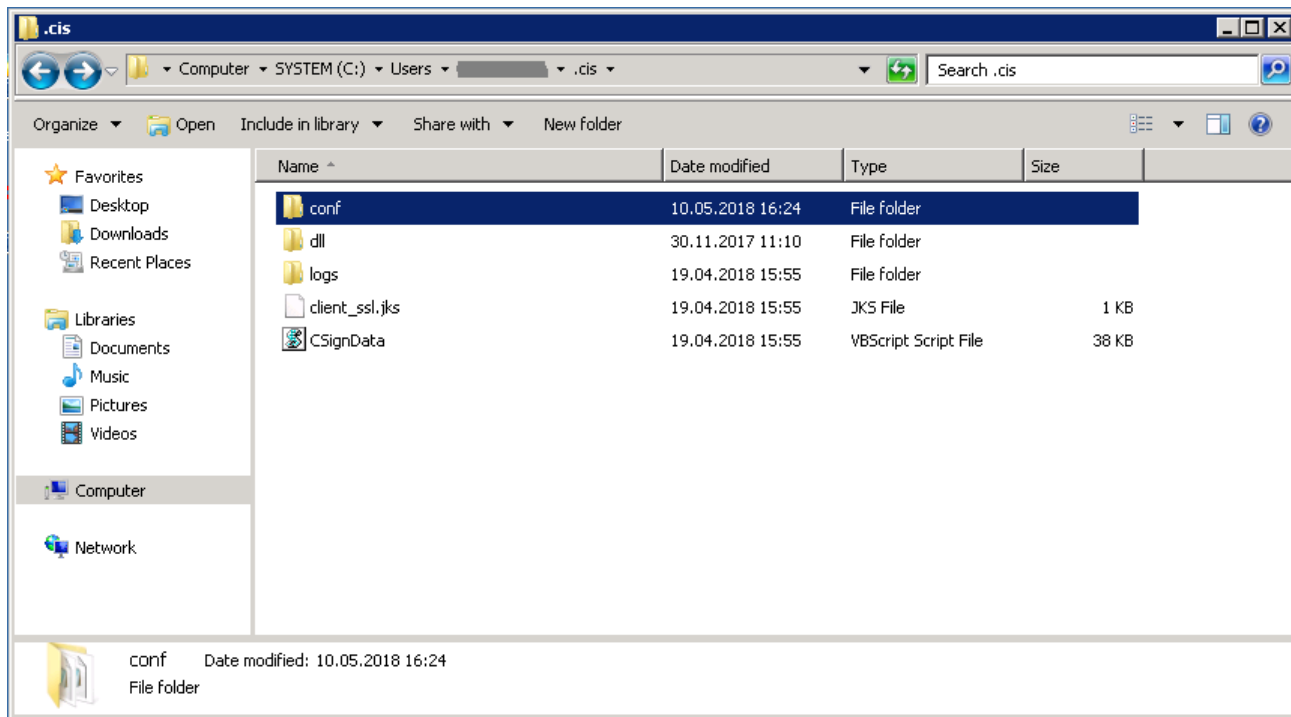 .cis
Computer SYSTEM (C:) Users .cis
Search .cis
Organize Open Include in library Share with New folder
Name Date modified Type Size
Favorites
Desktop
Downloads
Recent Places
Libraries
Documents
Music
Pictures
Videos
Computer
Network
conf 10.05.2018 16:24 File folder
dll 30.11.2017 11:10 File folder
logs 19.04.2018 15:55 File folder
client_ssl.jks 19.04.2018 15:55 JKS File 1 KB
CSignData 19.04.2018 15:55 VBScript Script File 38 KB
conf Date modified: 10.05.2018 16:24
File folder